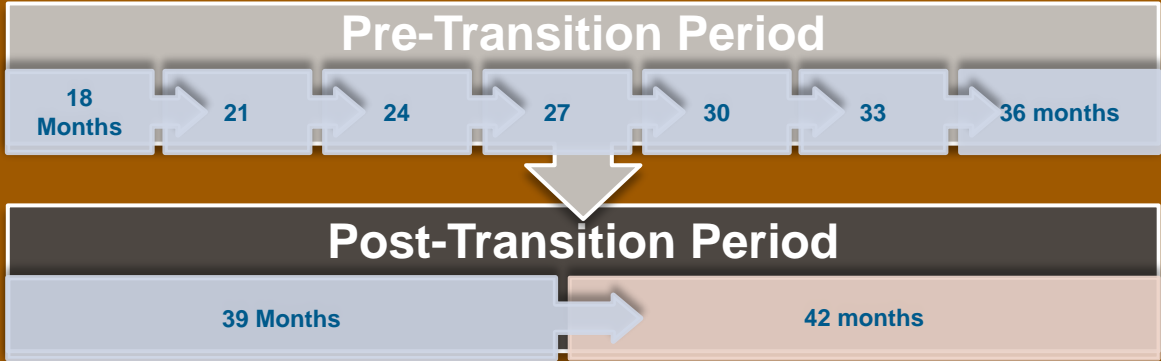 Pre-Transition Period
18
Months
21
24
27
30
33
36 months
Post-Transition Period
39 Months
42 months